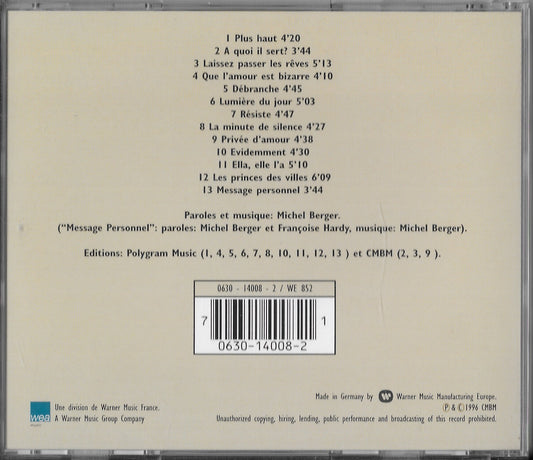 1 Plus haut 4'20
2 A quoi il sert? 3'44
3 Laissez passer les rêves 5'13
4 Que l'amour est bizarre 4'10
5 Débranche 4'45
6 Lumière du jour 5'03
7 Résiste 4'47
8 La minute de silence 4'27
9 Privée d'amour 4'38
10 Evidemment 4'30
11 Ella, elle l'a 5'10
12 Les princes des villes 6'09
13 Message personnel 3'44
Paroles et musique: Michel Berger.
("Message Personnel": paroles: Michel Berger et Françoise Hardy, musique: Michel Berger).
Editions: Polygram Music (1, 4, 5, 6, 7, 8, 10, 11, 12, 13 ) et CMBM (2, 3, 9 ).
0630 - 14008 - 2 / WE 852
7 1
0630-14008-2
wea
Une division de Warner Music France.
A Warner Music Group Company
Made in Germany by Warner Music Manufacturing Europe.
℗ & © 1996 CMBM
Unauthorized copying, hiring, lending, public performance and broadcasting of this record prohibited.